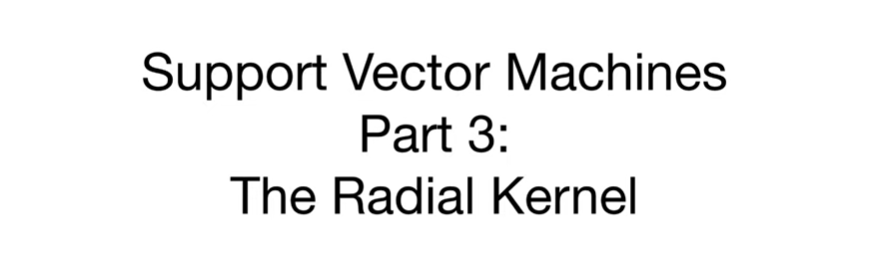 Support Vector Machines
Part 3:
The Radial Kernel